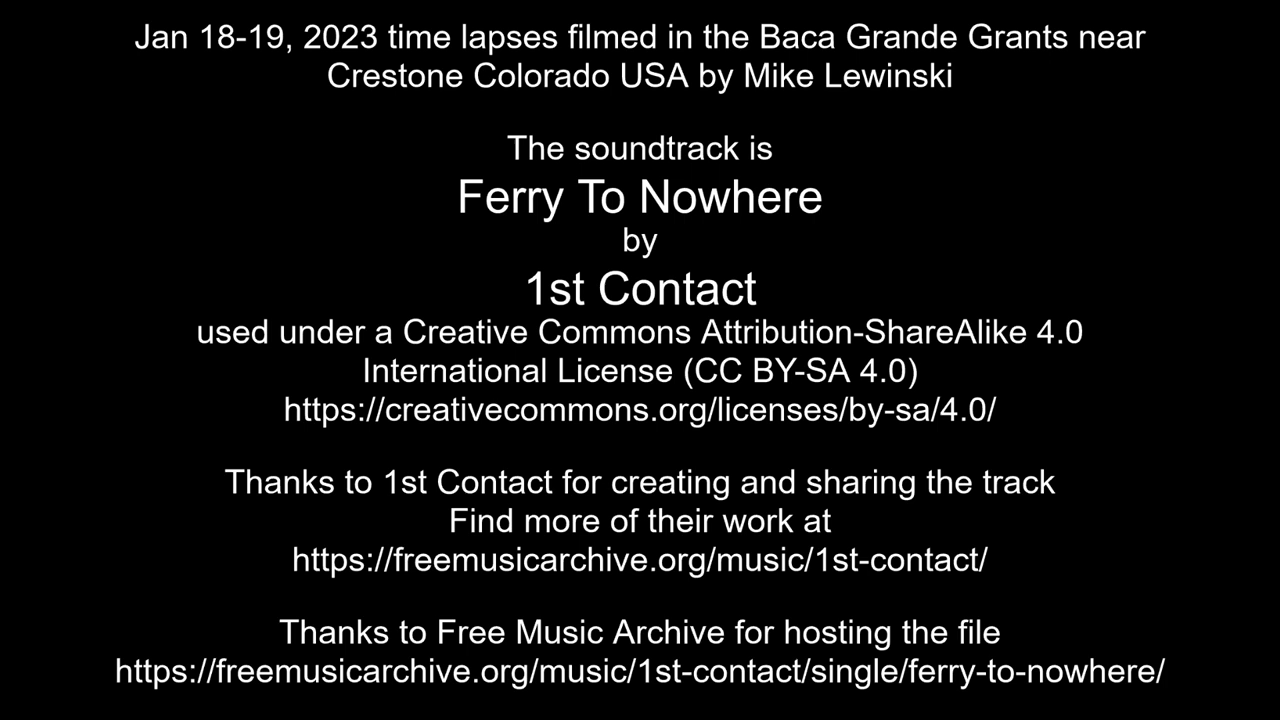 Jan 18-19, 2023 time lapses filmed in the Baca Grande Grants near
Crestone Colorado USA by Mike Lewinski
The soundtrack is
Ferry To Nowhere
by
1st Contact
used under a Creative Commons Attribution-ShareAlike 4.0
International License (CC BY-SA 4.0)
https://creativecommons.org/licenses/by-sa/4.0/
Thanks to 1st Contact for creating and sharing the track
Find more of their work at
https://freemusicarchive.org/music/1st-contact/
Thanks to Free Music Archive for hosting the file
https://freemusicarchive.org/music/1st-contact/single/ferry-to-nowhere/